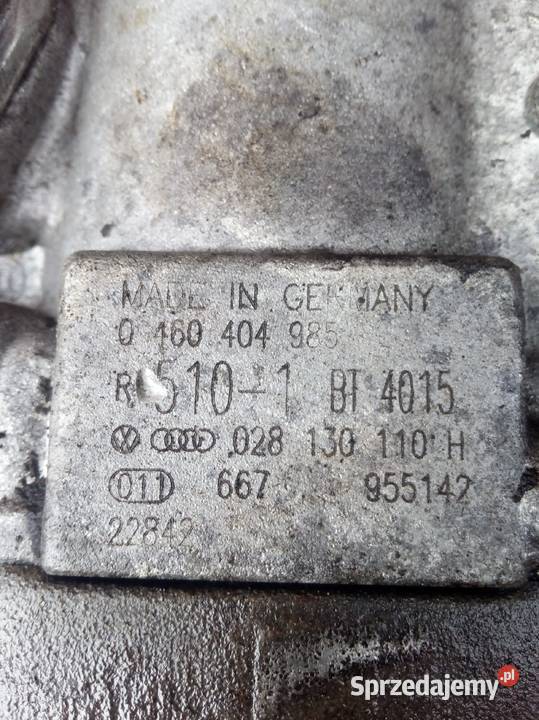 MADE IN GERMANY
0 460 404 985
R 510-1 BT 4015
028 130 110 H
011 667 955142
22842
Sprzedajemy.pl